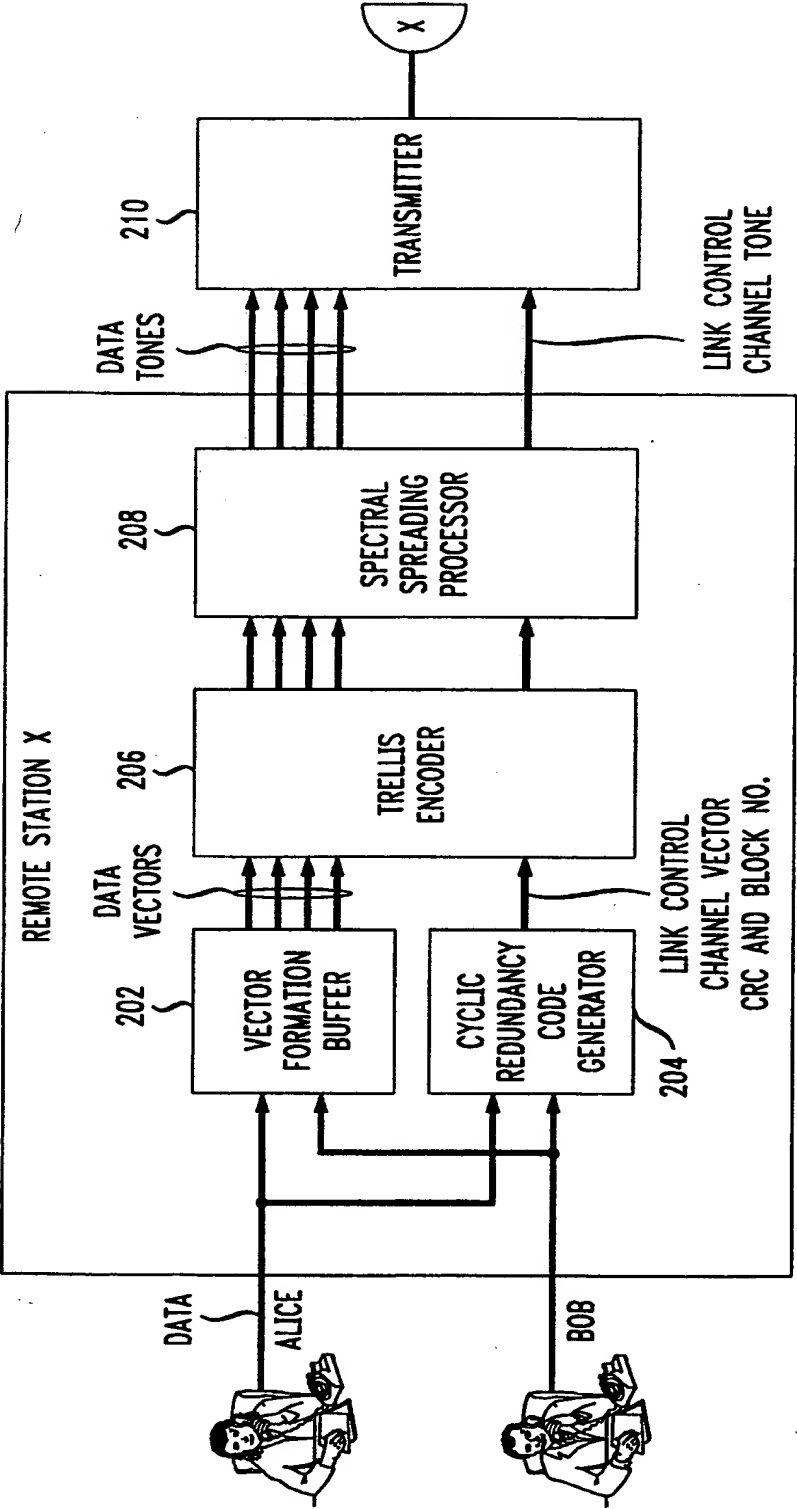 REMOTE STATION X
DATA
ALICE
BOB
202
VECTOR
FORMATION
BUFFER
CYCLIC
REDUNDANCY
CODE
GENERATOR
204
DATA
VECTORS
LINK CONTROL
CHANNEL VECTOR
CRC AND BLOCK NO.
206
TRELLIS
ENCODER
208
SPECTRAL
SPREADING
PROCESSOR
DATA
TONES
LINK CONTROL
CHANNEL TONE
210
TRANSMITTER
X